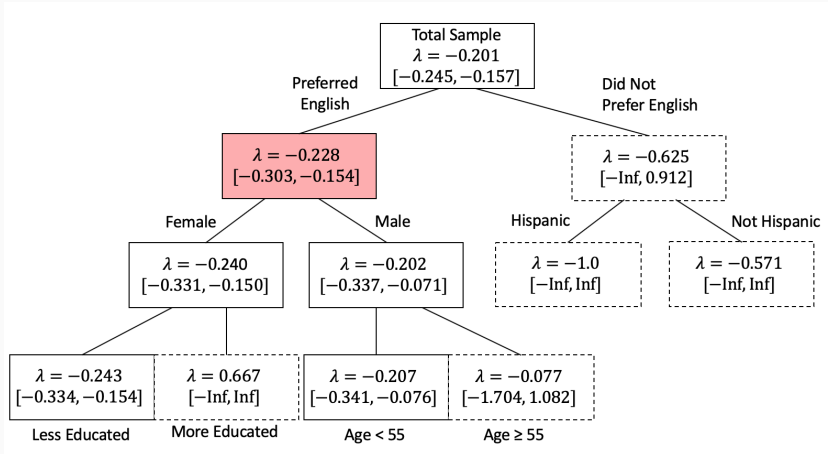 Total Sample
λ = −0.201
[−0.245, −0.157]
Preferred
English
Did Not
Prefer English
λ = −0.228
[−0.303, −0.154]
λ = −0.625
[−Inf, 0.912]
Female
Male
Hispanic
Not Hispanic
λ = −0.240
[−0.331, −0.150]
λ = −0.202
[−0.337, −0.071]
λ = −1.0
[−Inf, Inf]
λ = −0.571
[−Inf, Inf]
λ = −0.243
[−0.334, −0.154]
λ = 0.667
[−Inf, Inf]
λ = −0.207
[−0.341, −0.076]
λ = −0.077
[−1.704, 1.082]
Less Educated
More Educated
Age < 55
Age ≥ 55